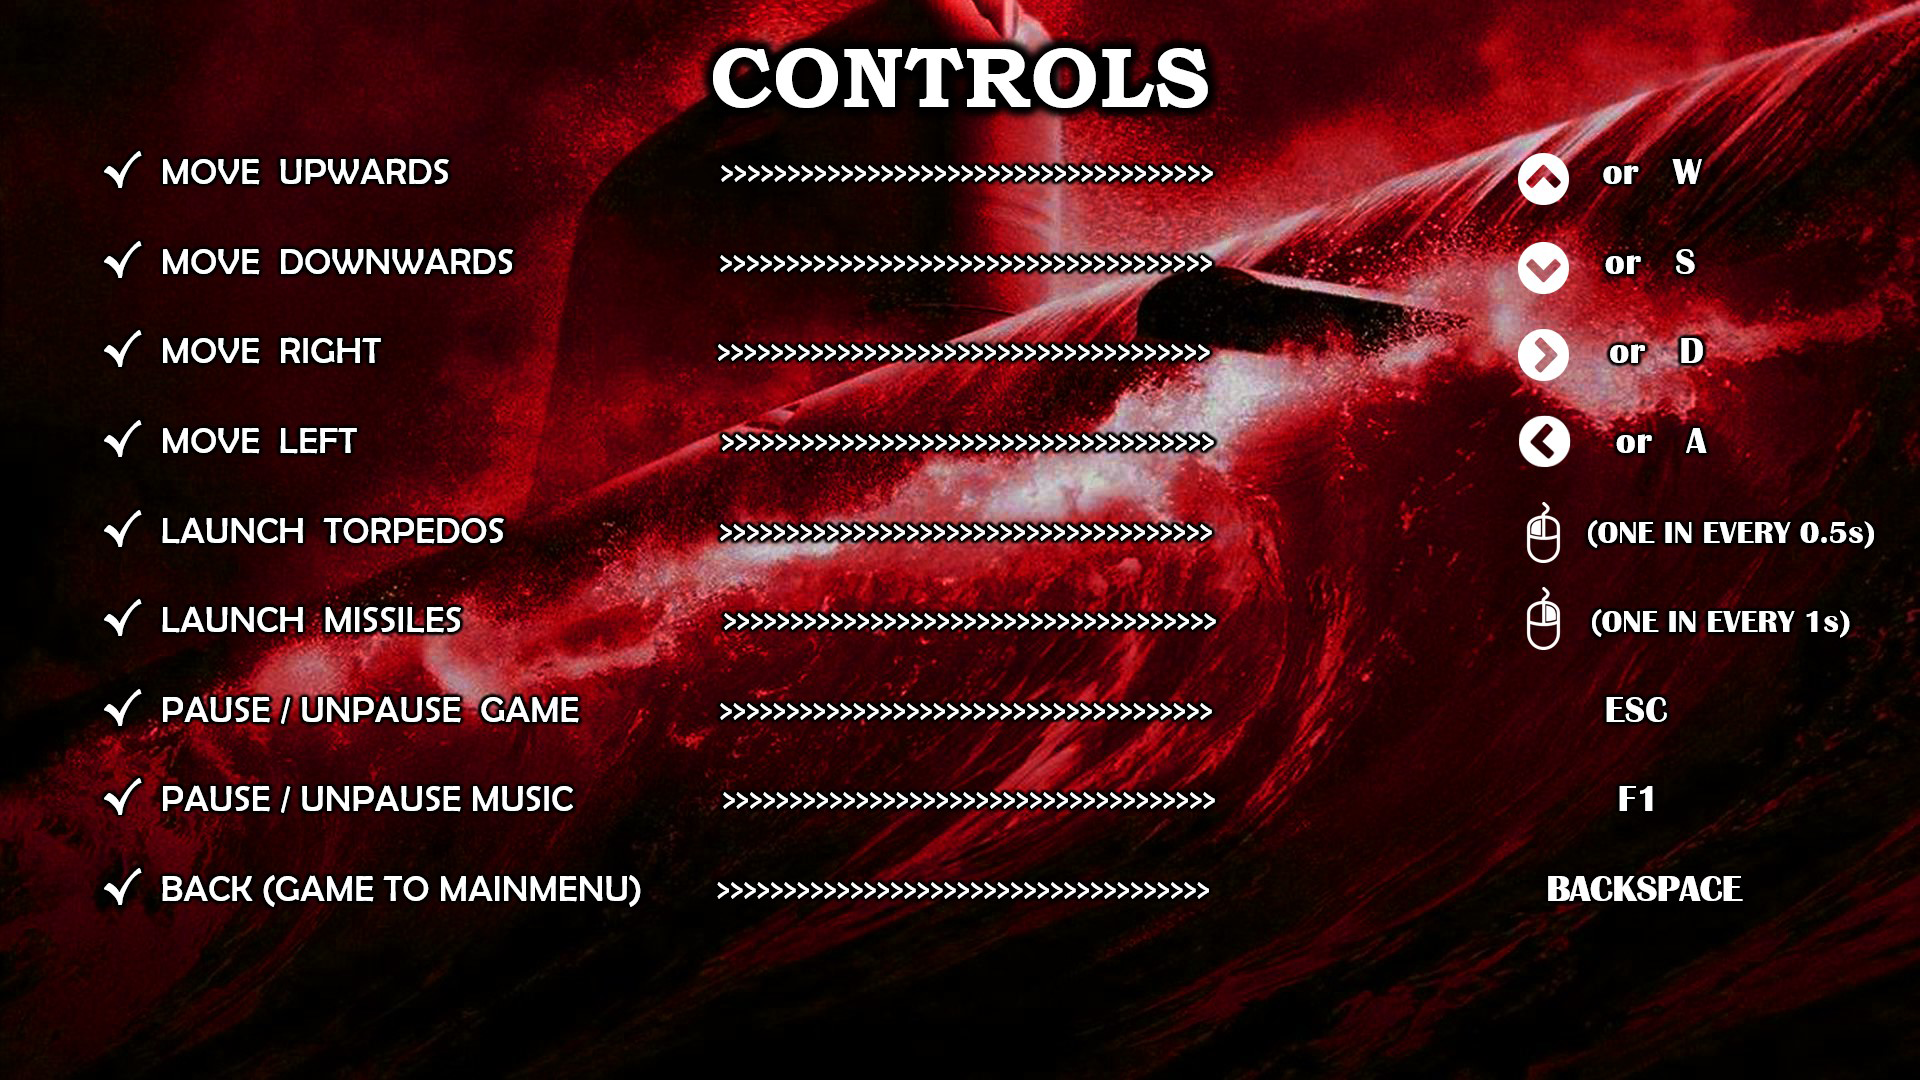 CONTROLS
MOVE UPWARDS >>>>>>>>>>>>>>>>>>>>>>>>>>>>>>>>>>>>> or W
MOVE DOWNWARDS >>>>>>>>>>>>>>>>>>>>>>>>>>>>>>>>>>>>> or S
MOVE RIGHT >>>>>>>>>>>>>>>>>>>>>>>>>>>>>>>>>>>>> or D
MOVE LEFT >>>>>>>>>>>>>>>>>>>>>>>>>>>>>>>>>>>>> or A
LAUNCH TORPEDOS >>>>>>>>>>>>>>>>>>>>>>>>>>>>>>>>>>>>> (ONE IN EVERY 0.5s)
LAUNCH MISSILES >>>>>>>>>>>>>>>>>>>>>>>>>>>>>>>>>>>>> (ONE IN EVERY 1s)
PAUSE / UNPAUSE GAME >>>>>>>>>>>>>>>>>>>>>>>>>>>>>>>>>>>>> ESC
PAUSE / UNPAUSE MUSIC >>>>>>>>>>>>>>>>>>>>>>>>>>>>>>>>>>>>> F1
BACK (GAME TO MAINMENU) >>>>>>>>>>>>>>>>>>>>>>>>>>>>>>>>>>>>> BACKSPACE